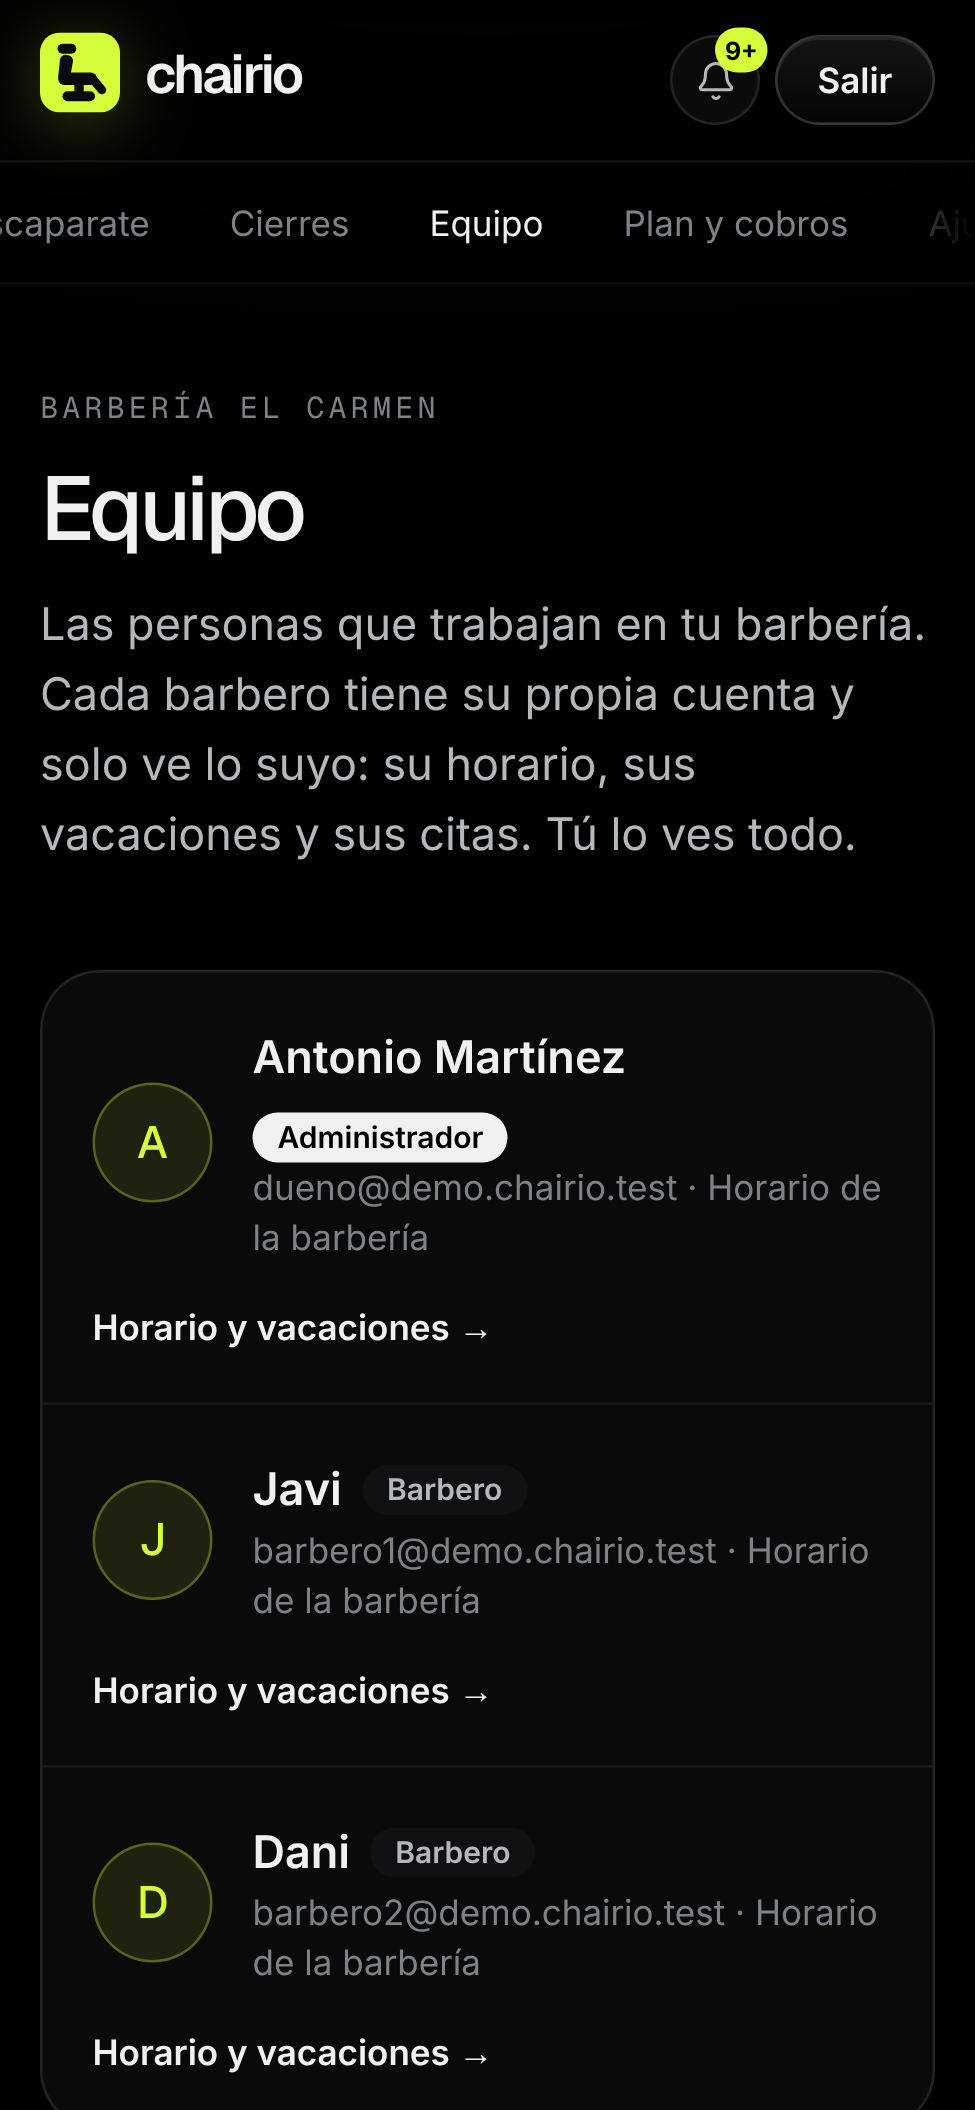 chairio
9+
Salir
scaparate
Cierres
Equipo
Plan y cobros
Aju
BARBERÍA EL CARMEN
Equipo
Las personas que trabajan en tu barbería.
Cada barbero tiene su propia cuenta y
solo ve lo suyo: su horario, sus
vacaciones y sus citas. Tú lo ves todo.
A
Antonio Martínez
Administrador
dueno@demo.chairio.test · Horario de
la barbería
Horario y vacaciones →
J
Javi Barbero
barbero1@demo.chairio.test · Horario
de la barbería
Horario y vacaciones →
D
Dani Barbero
barbero2@demo.chairio.test · Horario
de la barbería
Horario y vacaciones →